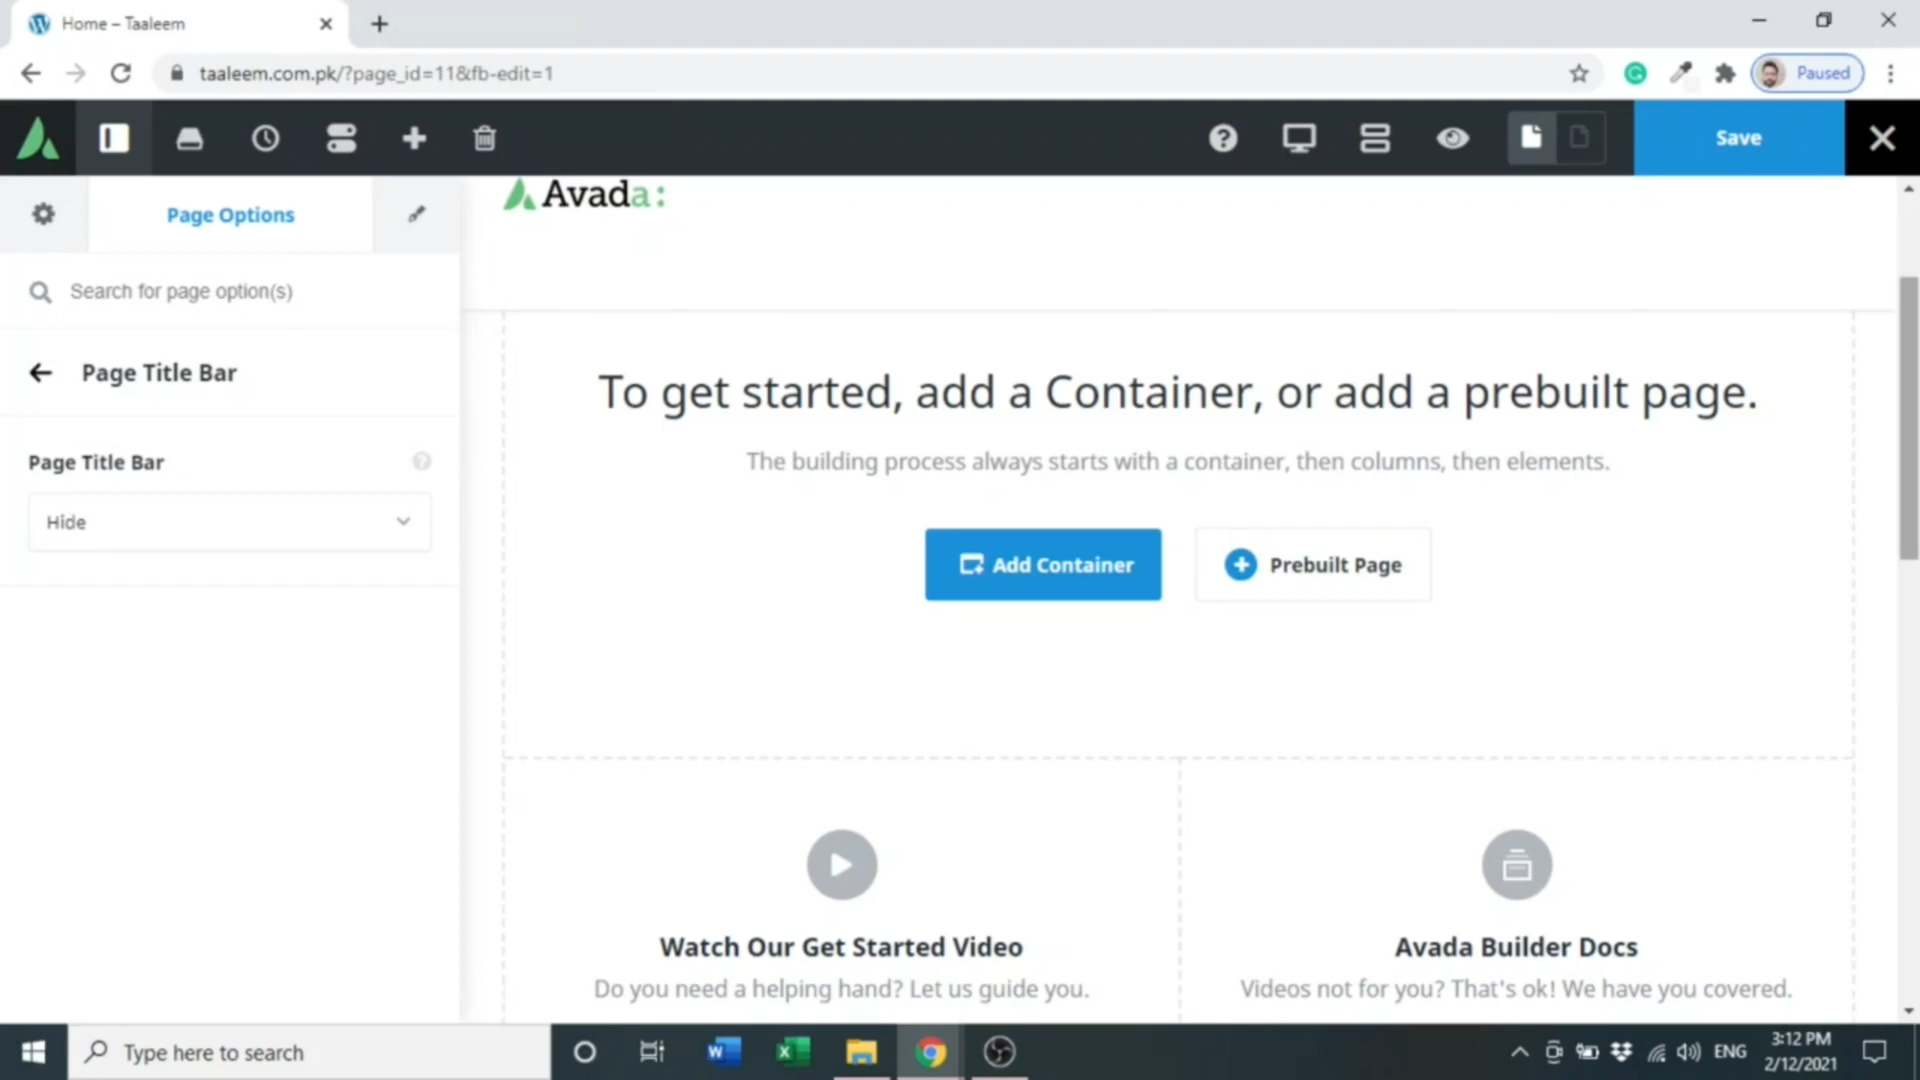 Home – Taaleem
taaleem.com.pk/?page_id=11&fb-edit=1
Paused
Save
Page Options
Avada:
Search for page option(s)
Page Title Bar
To get started, add a Container, or add a prebuilt page.
Page Title Bar
The building process always starts with a container, then columns, then elements.
Hide
Add Container
Prebuilt Page
Watch Our Get Started Video
Do you need a helping hand? Let us guide you.
Avada Builder Docs
Videos not for you? That's ok! We have you covered.
Type here to search
ENG
3:12 PM
2/12/2021